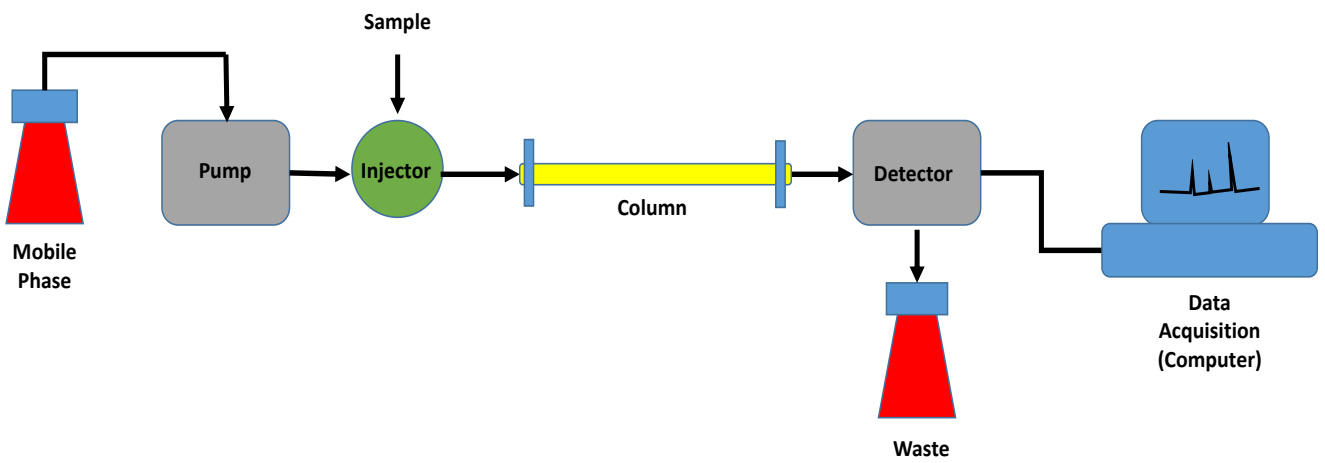 Sample
Pump
Injector
Column
Detector
Mobile
Phase
Waste
Data
Acquisition
(Computer)